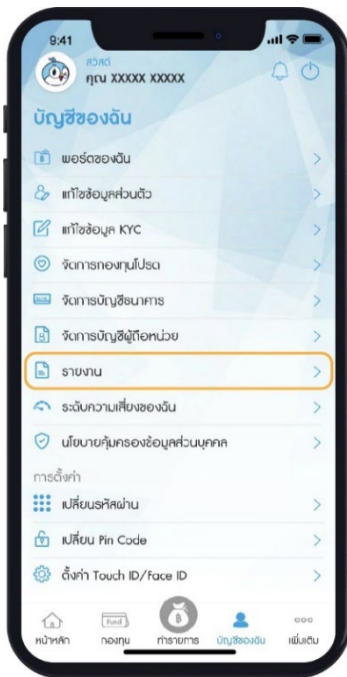 9:41
สวัสดี
คุณ XXXXX XXXXX
บัญชีของฉัน
พอร์ตของฉัน
แก้ไขข้อมูลส่วนตัว
แก้ไขข้อมูล KYC
จัดการกองทุนโปรด
จัดการบัญชีธนาคาร
จัดการบัญชีผู้ถือหน่วย
รายงาน
ระดับความเสี่ยงของฉัน
นโยบายคุ้มครองข้อมูลส่วนบุคคล
การตั้งค่า
เปลี่ยนรหัสผ่าน
เปลี่ยน Pin Code
ตั้งค่า Touch ID/Face ID
Fund
หน้าหลัก กองทุน ทำรายการ บัญชีของฉัน เพิ่มเติม